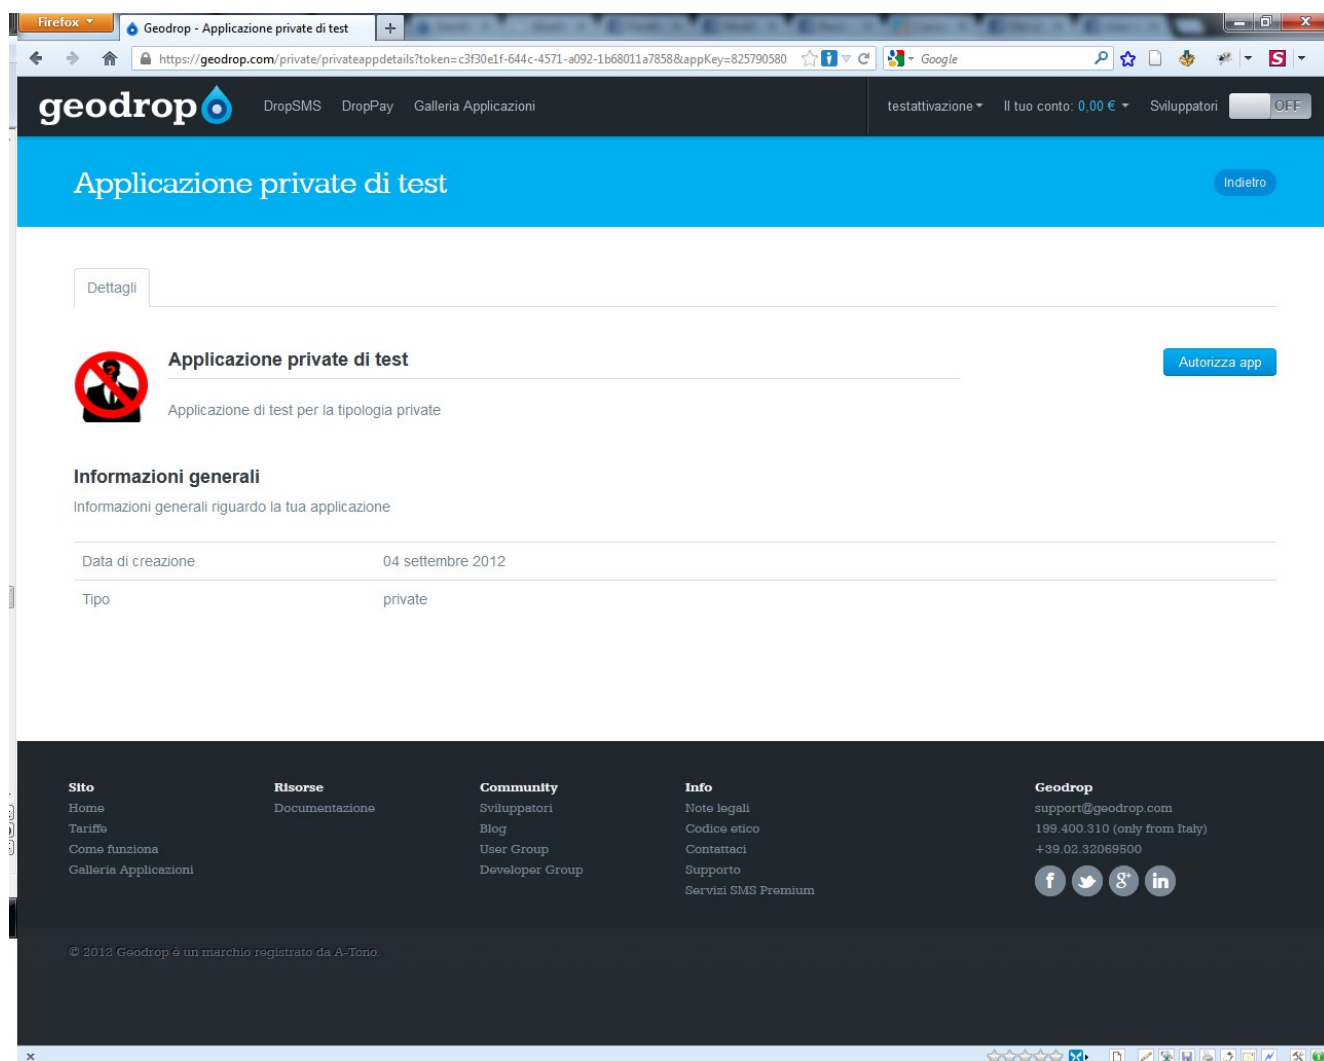 Firefox
Geodrop - Applicazione private di test
https://geodrop.com/private/privateappdetails?token=c3f30e1f-644c-4571-a092-1b68011a7858&appKey=825790580
Google
geodrop
DropSMS DropPay Galleria Applicazioni
testattivazione Il tuo conto: 0,00 € Sviluppatori OFF
Applicazione private di test
Indietro
Dettagli
Applicazione private di test
Autorizza app
Applicazione di test per la tipologia private
Informazioni generali
Informazioni generali riguardo la tua applicazione
Data di creazione 04 settembre 2012
Tipo private
Sito
Home
Tariffe
Come funziona
Galleria Applicazioni
Risorse
Documentazione
Community
Sviluppatori
Blog
User Group
Developer Group
Info
Note legali
Codice etico
Contattaci
Supporto
Servizi SMS Premium
Geodrop
support@geodrop.com
199.400.310 (only from Italy)
+39.02.32069500
© 2012 Geodrop è un marchio registrato da A-Tono.